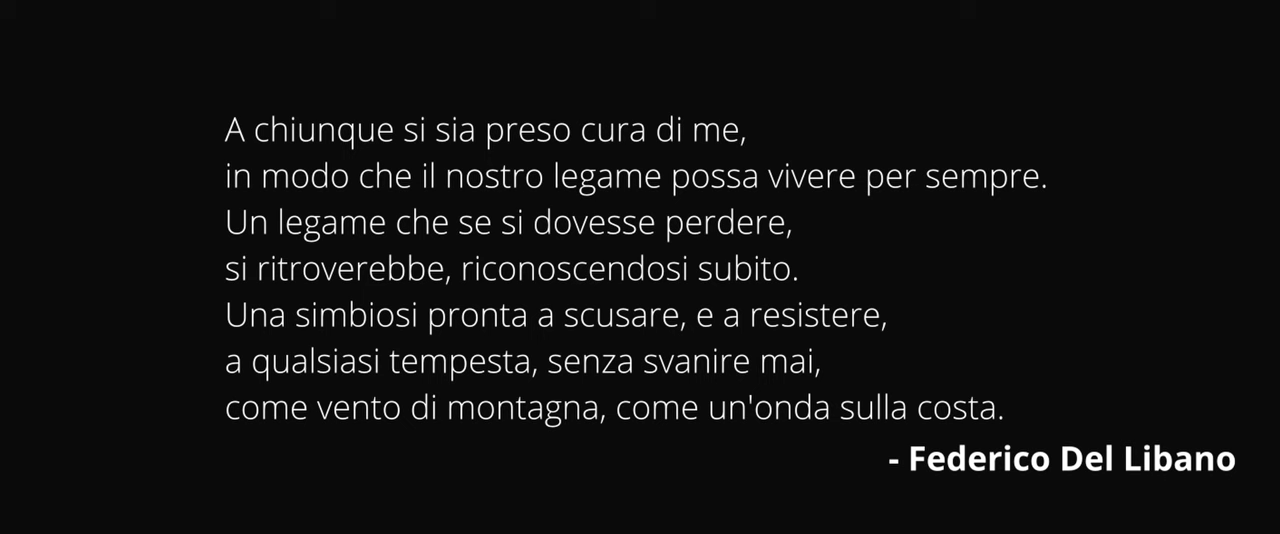 A chiunque si sia preso cura di me,
in modo che il nostro legame possa vivere per sempre.
Un legame che se si dovesse perdere,
si ritroverebbe, riconoscendosi subito.
Una simbiosi pronta a scusare, e a resistere,
a qualsiasi tempesta, senza svanire mai,
come vento di montagna, come un'onda sulla costa.
- Federico Del Libano